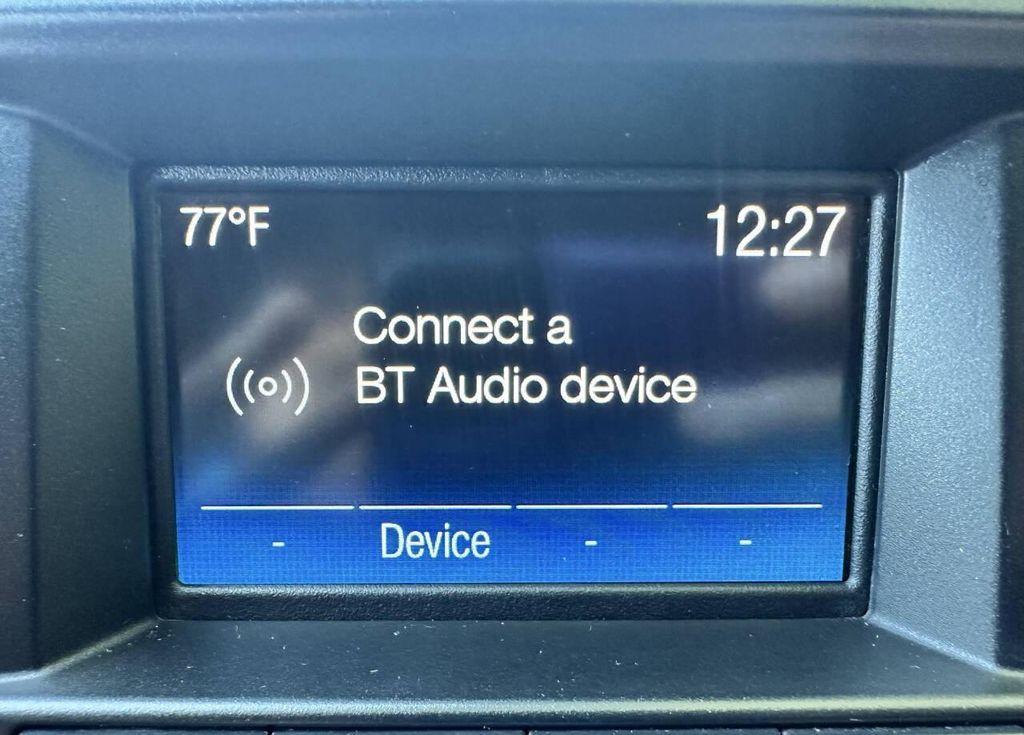 77°F 12:27
Connect a
BT Audio device
- Device - -